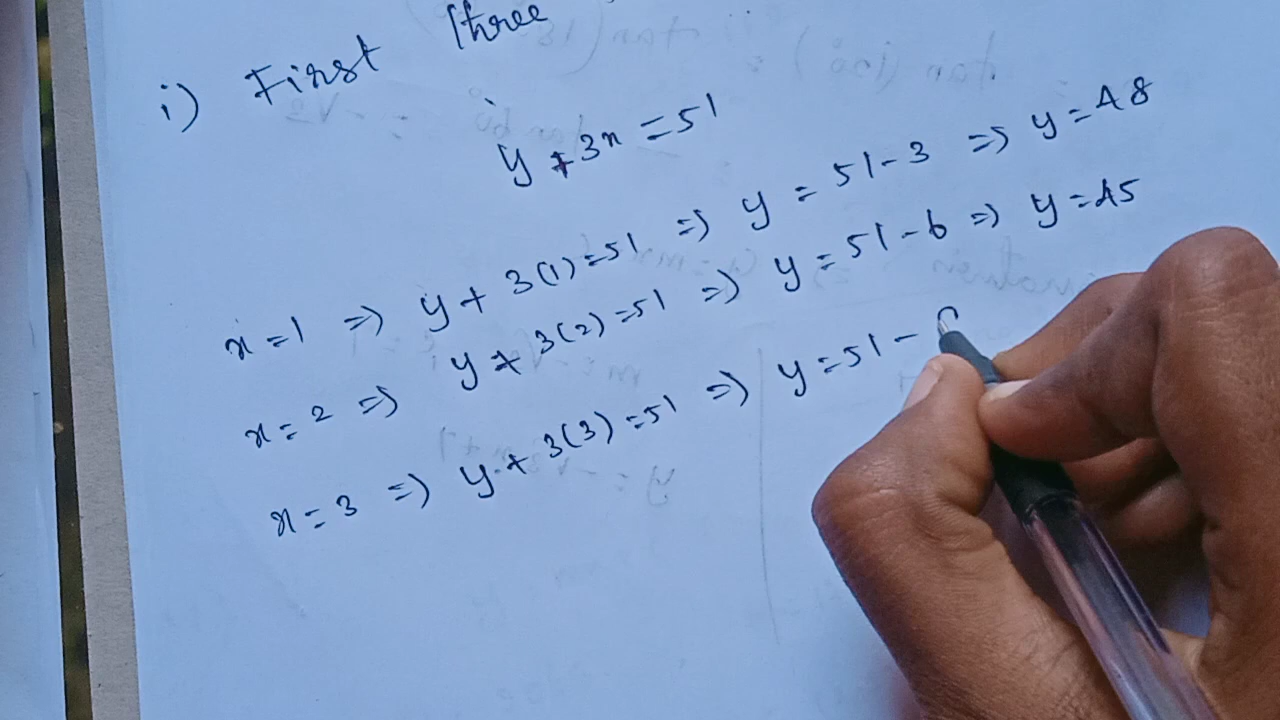 i) First three
y + 3x = 51
x = 1 => y + 3(1) = 51 => y = 51 - 3 => y = 48
x = 2 => y + 3(2) = 51 => y = 51 - 6 => y = 45
x = 3 => y + 3(3) = 51 => y = 51 -